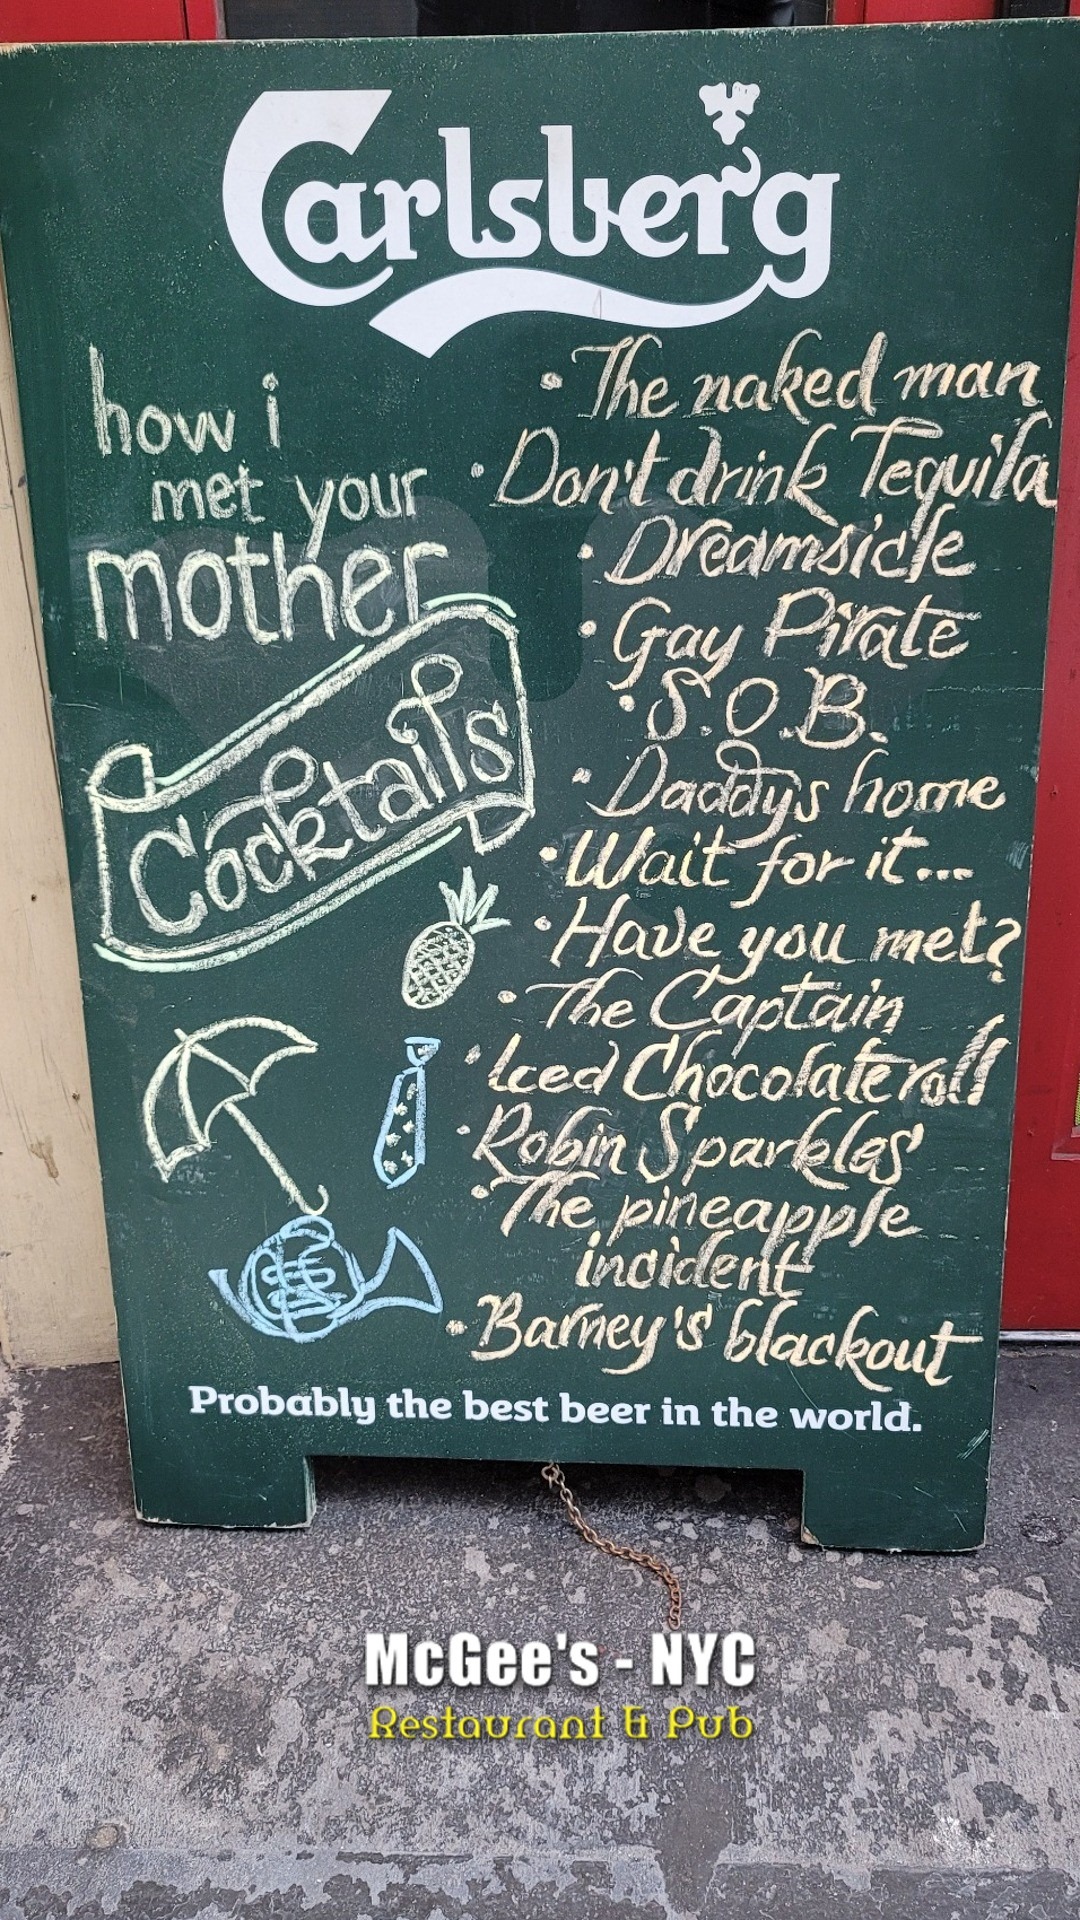 Carlsberg
how i
met your
mother
Cocktails
• The naked man
• Don't drink Tequila
• Dreamsicle
• Gay Pirate
• S.O.B.
• Daddy's home
• Wait for it...
• Have you met?
• The Captain
• Iced Chocolate roll
• Robin Sparkles
• The pineapple
incident
• Barney's blackout
Probably the best beer in the world.
McGee's - NYC
Restaurant & Pub